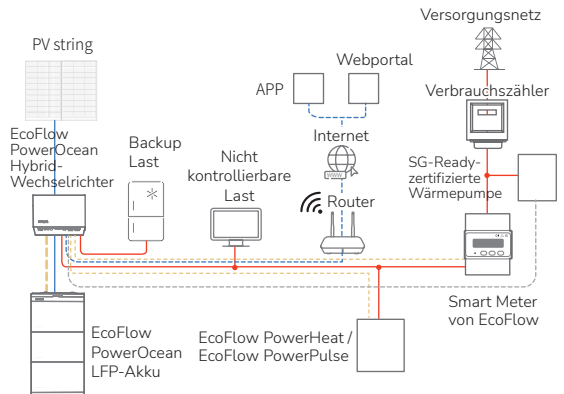 Versorgungsnetz
PV string
Webportal
APP
Verbrauchszähler
EcoFlow
PowerOcean
Hybrid-
Wechselrichter
Backup
Last
Internet
Nicht
kontrollierbare
Last
WWW
SG-Ready-
zertifizierte
Wärmepumpe
Router
Smart Meter
von EcoFlow
EcoFlow
PowerOcean
LFP-Akku
EcoFlow PowerHeat /
EcoFlow PowerPulse